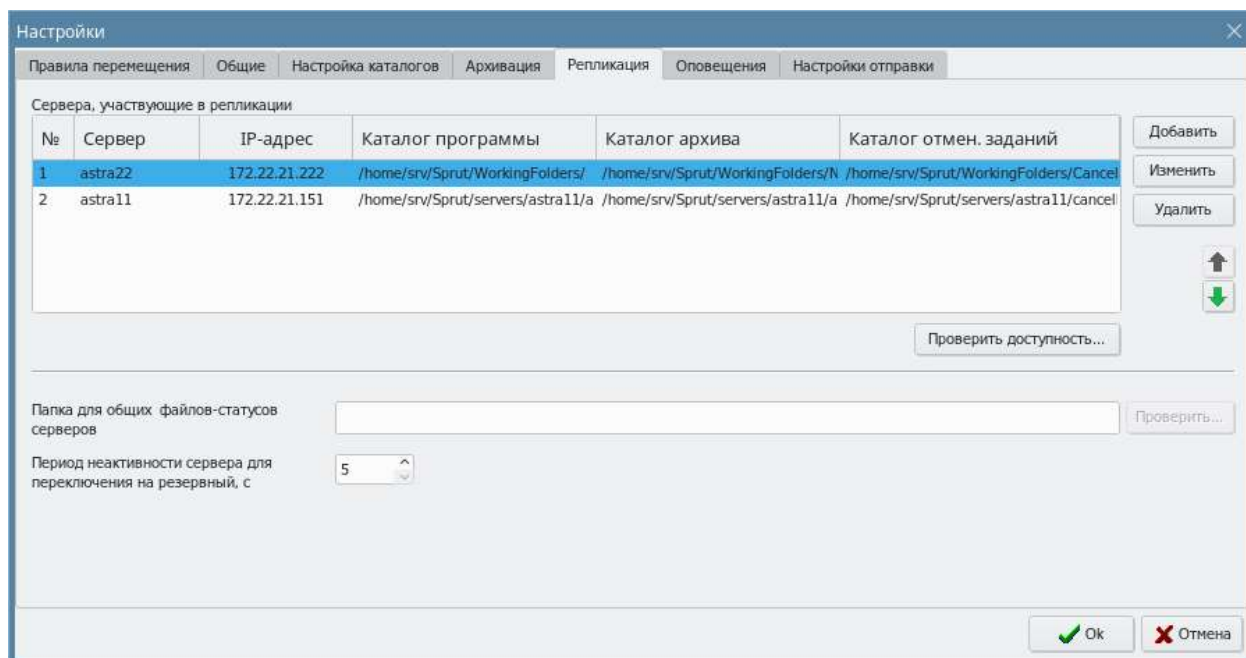 Настройки
Правила перемещения Общие Настройка каталогов Архивация Репликация Оповещения Настройки отправки
Сервера, участвующие в репликации
№ Сервер IP-адрес Каталог программы Каталог архива Каталог отмен. заданий
1 astra22 172.22.21.222 /home/srv/Sprut/WorkingFolders/ /home/srv/Sprut/WorkingFolders/N /home/srv/Sprut/WorkingFolders/Cancel
2 astra11 172.22.21.151 /home/srv/Sprut/servers/astra11/a /home/srv/Sprut/servers/astra11/a /home/srv/Sprut/servers/astra11/cancel
Добавить
Изменить
Удалить
Проверить доступность...
Папка для общих файлов-статусов
серверов
Проверить...
Период неактивности сервера для
переключения на резервный, с
5
Ok Отмена